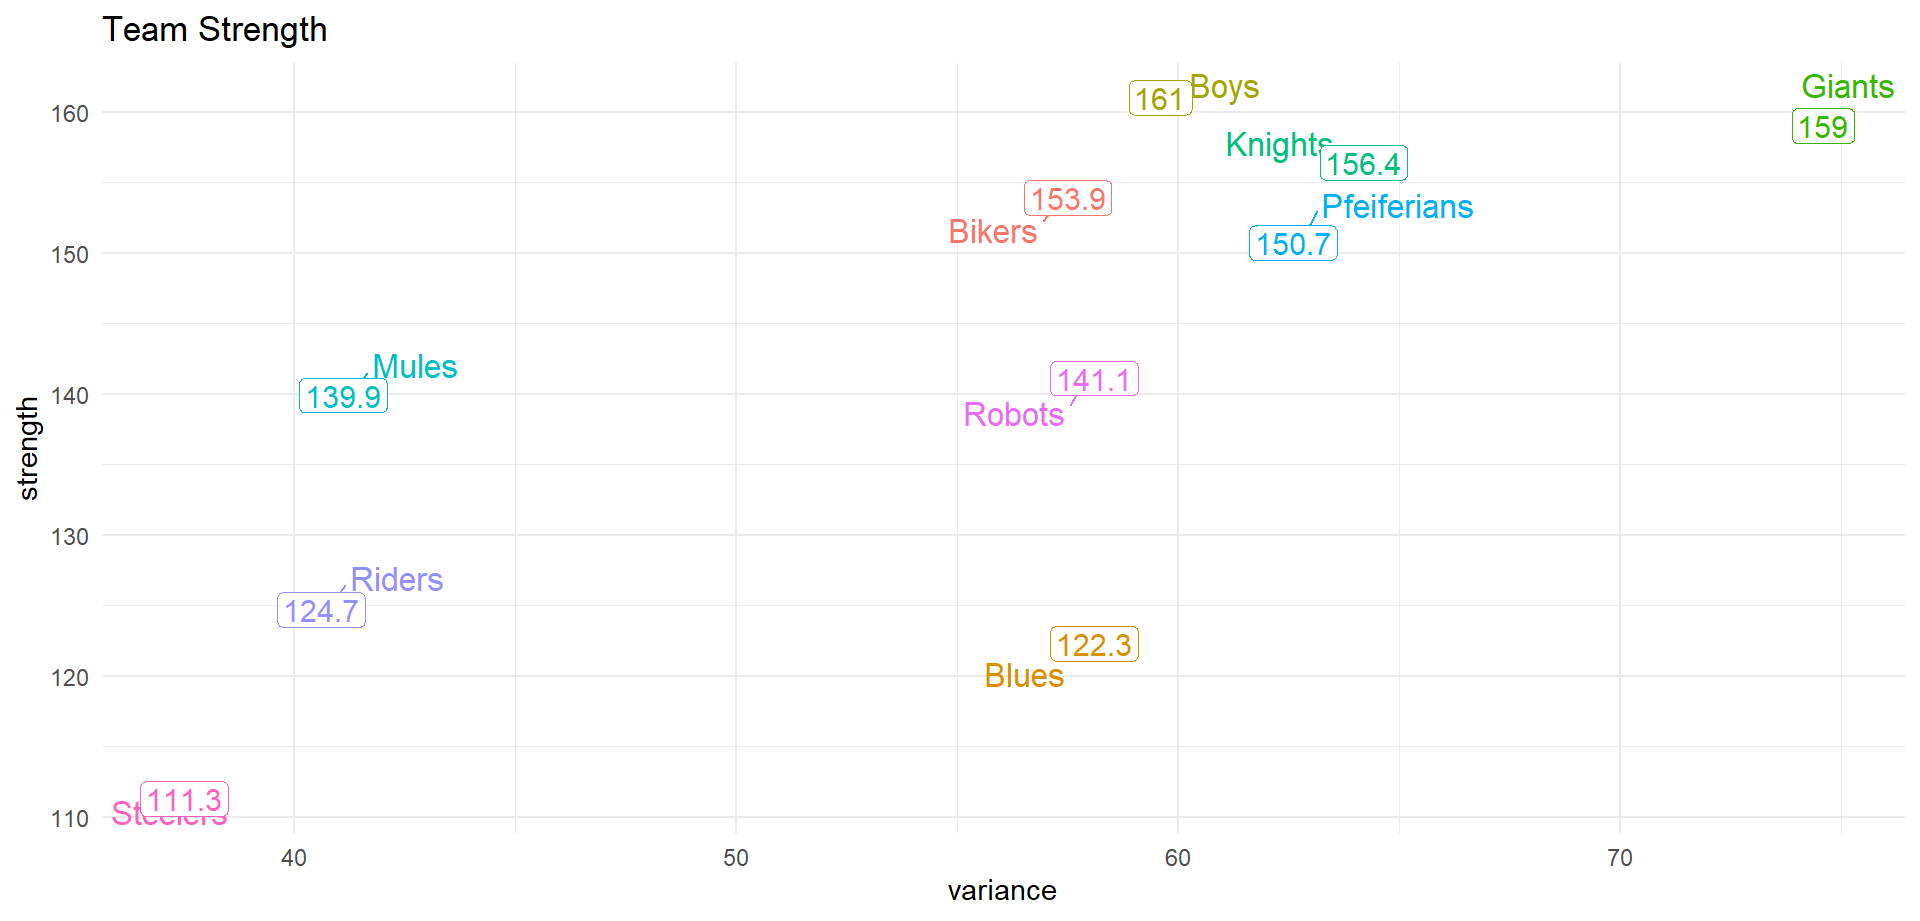 Team Strength
Boys
161
Giants
159
160
Knights
156.4
153.9
Pfeiferians
Bikers
150.7
150
Mules
139.9
141.1
140
Robots
strength
130
Riders
124.7
122.3
Blues
120
111.3
Steelers
110
40
50
60
70
variance